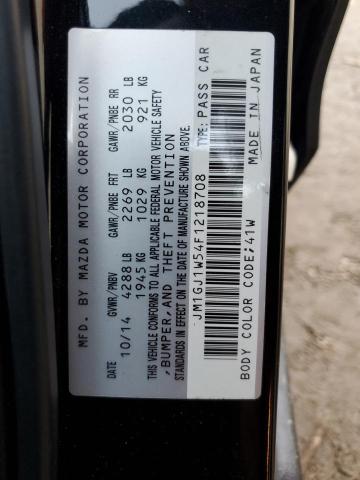 MFD. BY MAZDA MOTOR CORPORATION
GVWR/PNBV GAWR/PNBE FRT GAWR/PNBE RR
DATE
10/14 4288 LB 2269 LB 2030 LB
1945 KG 1029 KG 921 KG
THIS VEHICLE CONFORMS TO ALL APPLICABLE FEDERAL MOTOR VEHICLE SAFETY
,BUMPER,AND THEFT PREVENTION
STANDARDS IN EFFECT ON THE DATE OF MANUFACTURE SHOWN ABOVE.
JM1GJ1W54F1218708 TYPE: PASS CAR
BODY COLOR CODE;41W MADE IN JAPAN